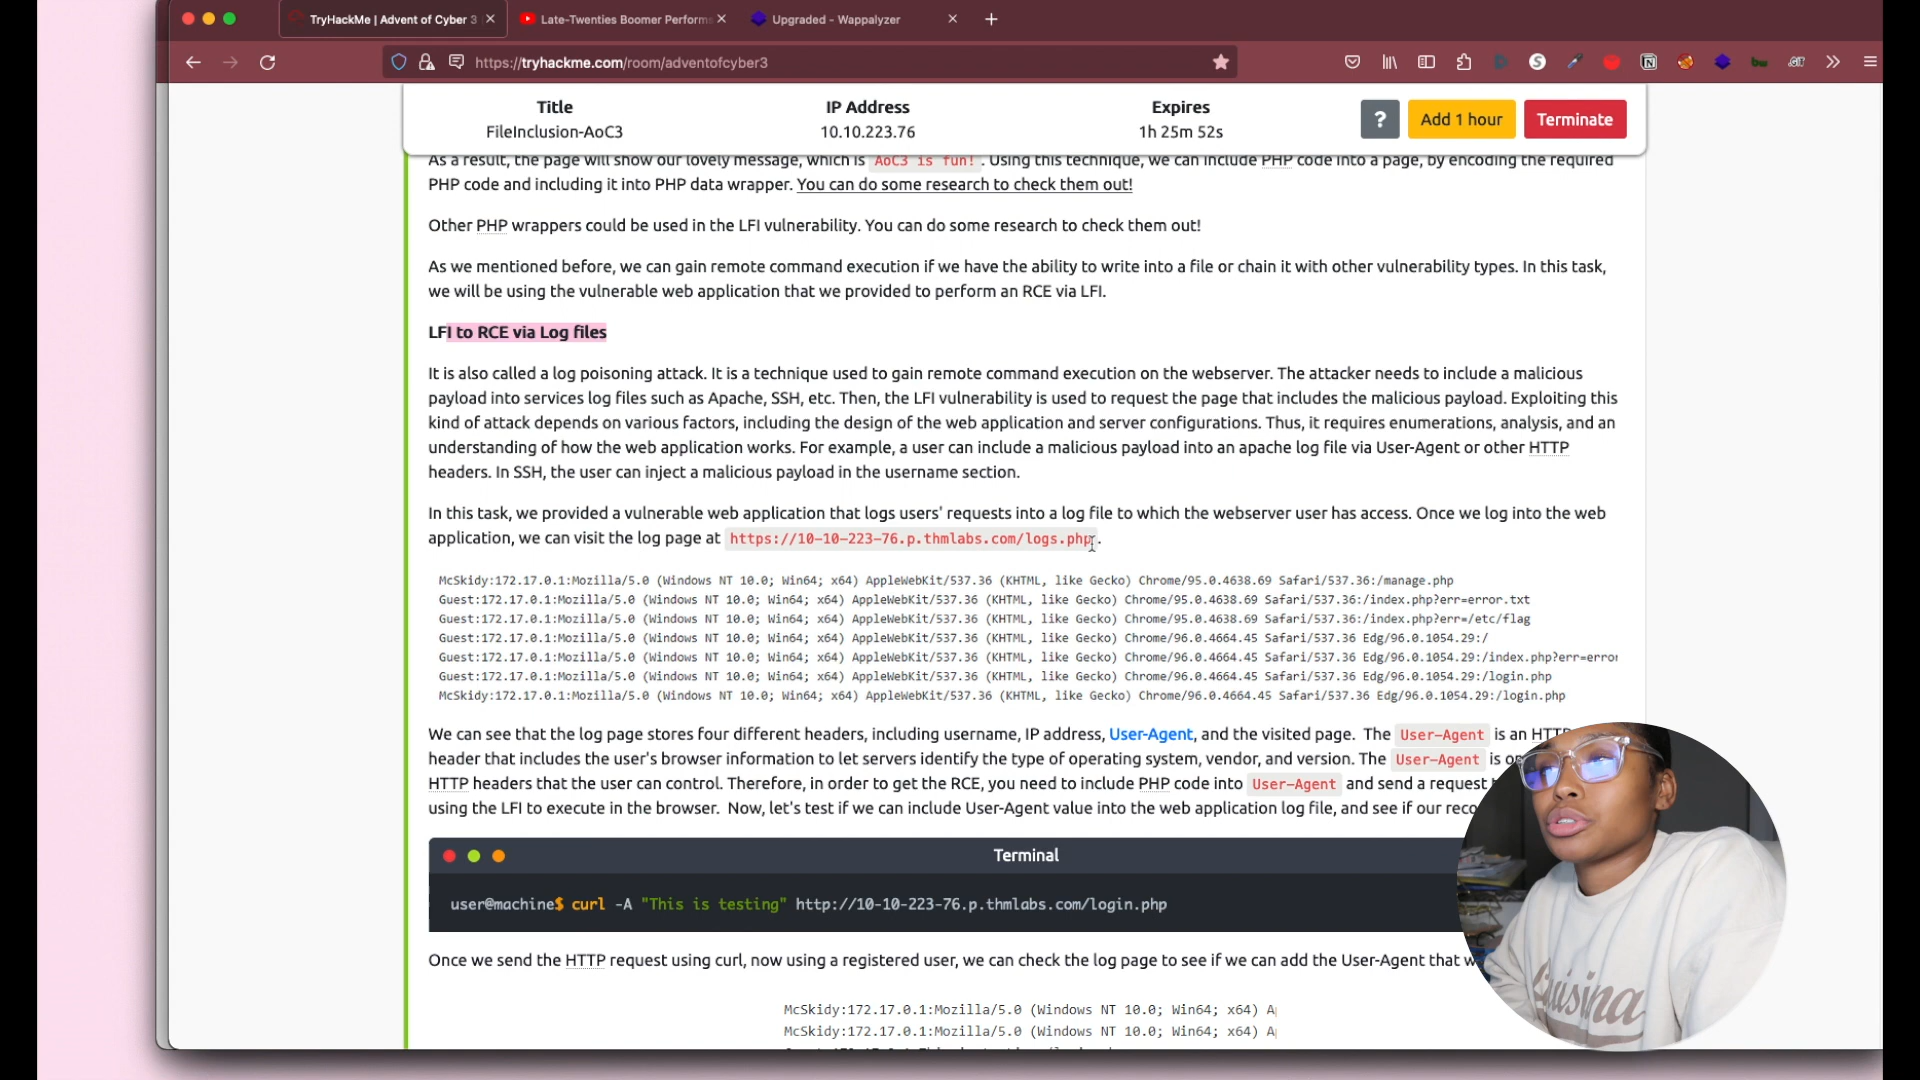 TryHackMe | Advent of Cyber 3
Late-Twenties Boomer Perform
Upgraded - Wappalyzer
https://tryhackme.com/room/adventofcyber3
Title
IP Address
Expires
FileInclusion-AoC3
10.10.223.76
1h 25m 52s
?
Add 1 hour
Terminate
As a result, the page will show our lovely message, which is AoC3 is fun! . Using this technique, we can include PHP code into a page, by encoding the required
PHP code and including it into PHP data wrapper. You can do some research to check them out!
Other PHP wrappers could be used in the LFI vulnerability. You can do some research to check them out!
As we mentioned before, we can gain remote command execution if we have the ability to write into a file or chain it with other vulnerability types. In this task,
we will be using the vulnerable web application that we provided to perform an RCE via LFI.
LFI to RCE via Log files
It is also called a log poisoning attack. It is a technique used to gain remote command execution on the webserver. The attacker needs to include a malicious
payload into services log files such as Apache, SSH, etc. Then, the LFI vulnerability is used to request the page that includes the malicious payload. Exploiting this
kind of attack depends on various factors, including the design of the web application and server configurations. Thus, it requires enumerations, analysis, and an
understanding of how the web application works. For example, a user can include a malicious payload into an apache log file via User-Agent or other HTTP
headers. In SSH, the user can inject a malicious payload in the username section.
In this task, we provided a vulnerable web application that logs users' requests into a log file to which the webserver user has access. Once we log into the web
application, we can visit the log page at https://10-10-223-76.p.thmlabs.com/logs.php .
McSkidy:172.17.0.1:Mozilla/5.0 (Windows NT 10.0; Win64; x64) AppleWebKit/537.36 (KHTML, like Gecko) Chrome/95.0.4638.69 Safari/537.36:/manage.php
Guest:172.17.0.1:Mozilla/5.0 (Windows NT 10.0; Win64; x64) AppleWebKit/537.36 (KHTML, like Gecko) Chrome/95.0.4638.69 Safari/537.36:/index.php?err=error.txt
Guest:172.17.0.1:Mozilla/5.0 (Windows NT 10.0; Win64; x64) AppleWebKit/537.36 (KHTML, like Gecko) Chrome/95.0.4638.69 Safari/537.36:/index.php?err=/etc/flag
Guest:172.17.0.1:Mozilla/5.0 (Windows NT 10.0; Win64; x64) AppleWebKit/537.36 (KHTML, like Gecko) Chrome/96.0.4664.45 Safari/537.36 Edg/96.0.1054.29:/
Guest:172.17.0.1:Mozilla/5.0 (Windows NT 10.0; Win64; x64) AppleWebKit/537.36 (KHTML, like Gecko) Chrome/96.0.4664.45 Safari/537.36 Edg/96.0.1054.29:/index.php?err=error
Guest:172.17.0.1:Mozilla/5.0 (Windows NT 10.0; Win64; x64) AppleWebKit/537.36 (KHTML, like Gecko) Chrome/96.0.4664.45 Safari/537.36 Edg/96.0.1054.29:/login.php
McSkidy:172.17.0.1:Mozilla/5.0 (Windows NT 10.0; Win64; x64) AppleWebKit/537.36 (KHTML, like Gecko) Chrome/96.0.4664.45 Safari/537.36 Edg/96.0.1054.29:/login.php
We can see that the log page stores four different headers, including username, IP address, User-Agent, and the visited page. The User-Agent is an HTTP
header that includes the user's browser information to let servers identify the type of operating system, vendor, and version. The User-Agent is
HTTP headers that the user can control. Therefore, in order to get the RCE, you need to include PHP code into User-Agent and send a request
using the LFI to execute in the browser. Now, let's test if we can include User-Agent value into the web application log file, and see if our
Terminal
user@machine$ curl -A "This is testing" http://10-10-223-76.p.thmlabs.com/login.php
Once we send the HTTP request using curl, now using a registered user, we can check the log page to see if we can add the User-Agent that
McSkidy:172.17.0.1:Mozilla/5.0 (Windows NT 10.0; Win64; x64)
McSkidy:172.17.0.1:Mozilla/5.0 (Windows NT 10.0; Win64; x64)